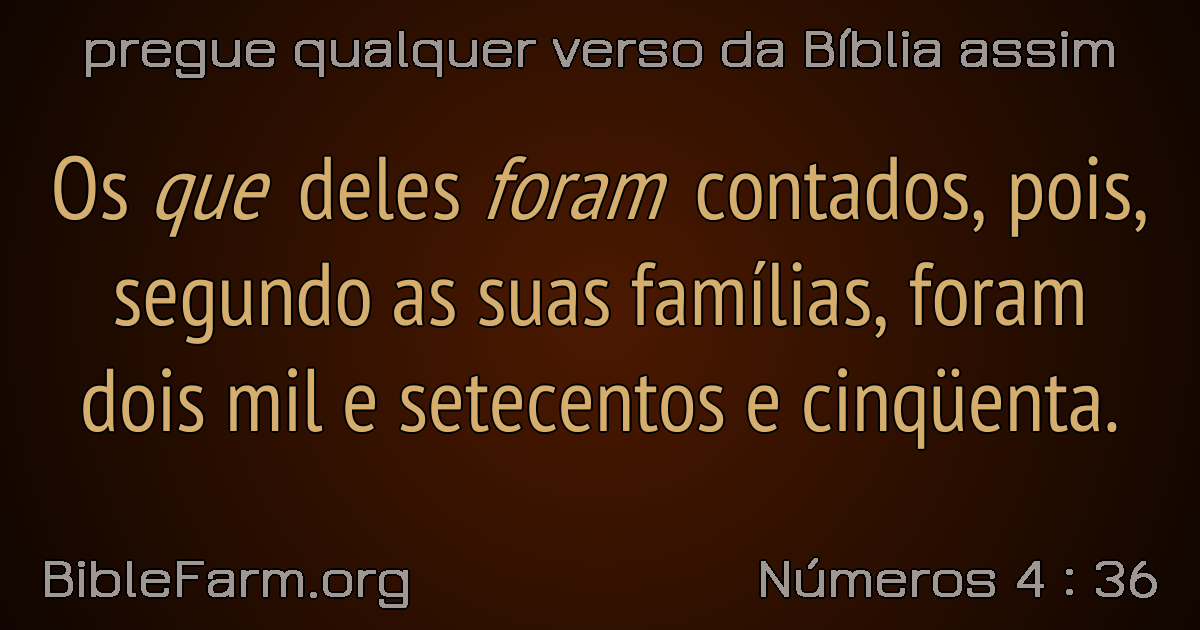 pregue qualquer verso da Bíblia assim
Os que deles foram contados, pois,
segundo as suas famílias, foram
dois mil e setecentos e cinqüenta.
BibleFarm.org
Números 4 : 36